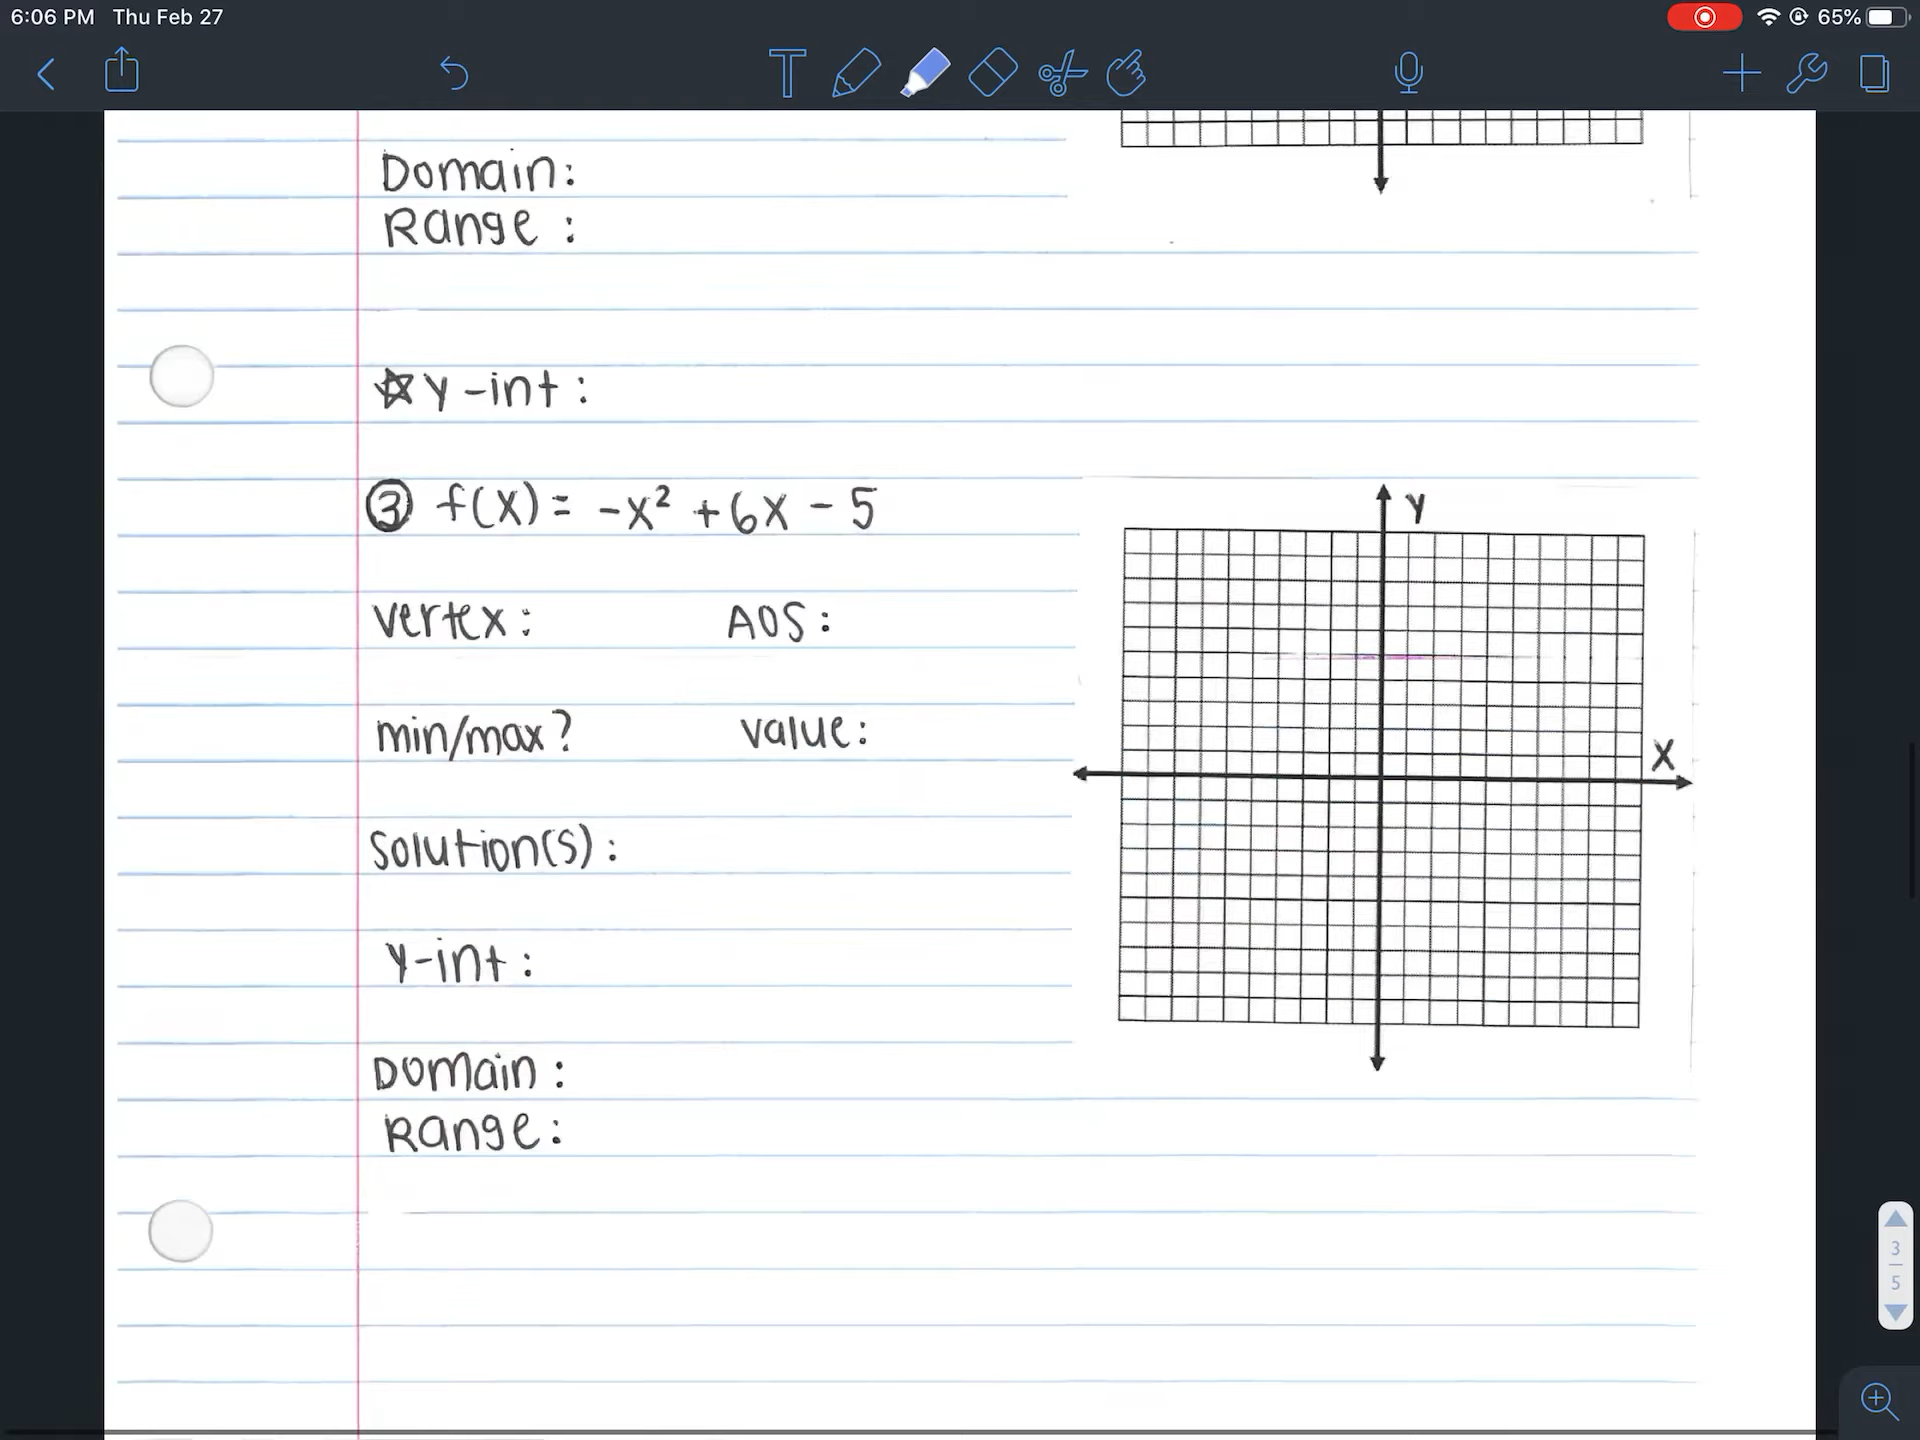 6:06 PM Thu Feb 27 65%
T
Domain:
Range :
☆ y-int:
③ f(x) = -x² + 6x - 5
y
vertex: AOS:
min/max? value:
x
solution(s):
y-int:
Domain:
Range:
3
5